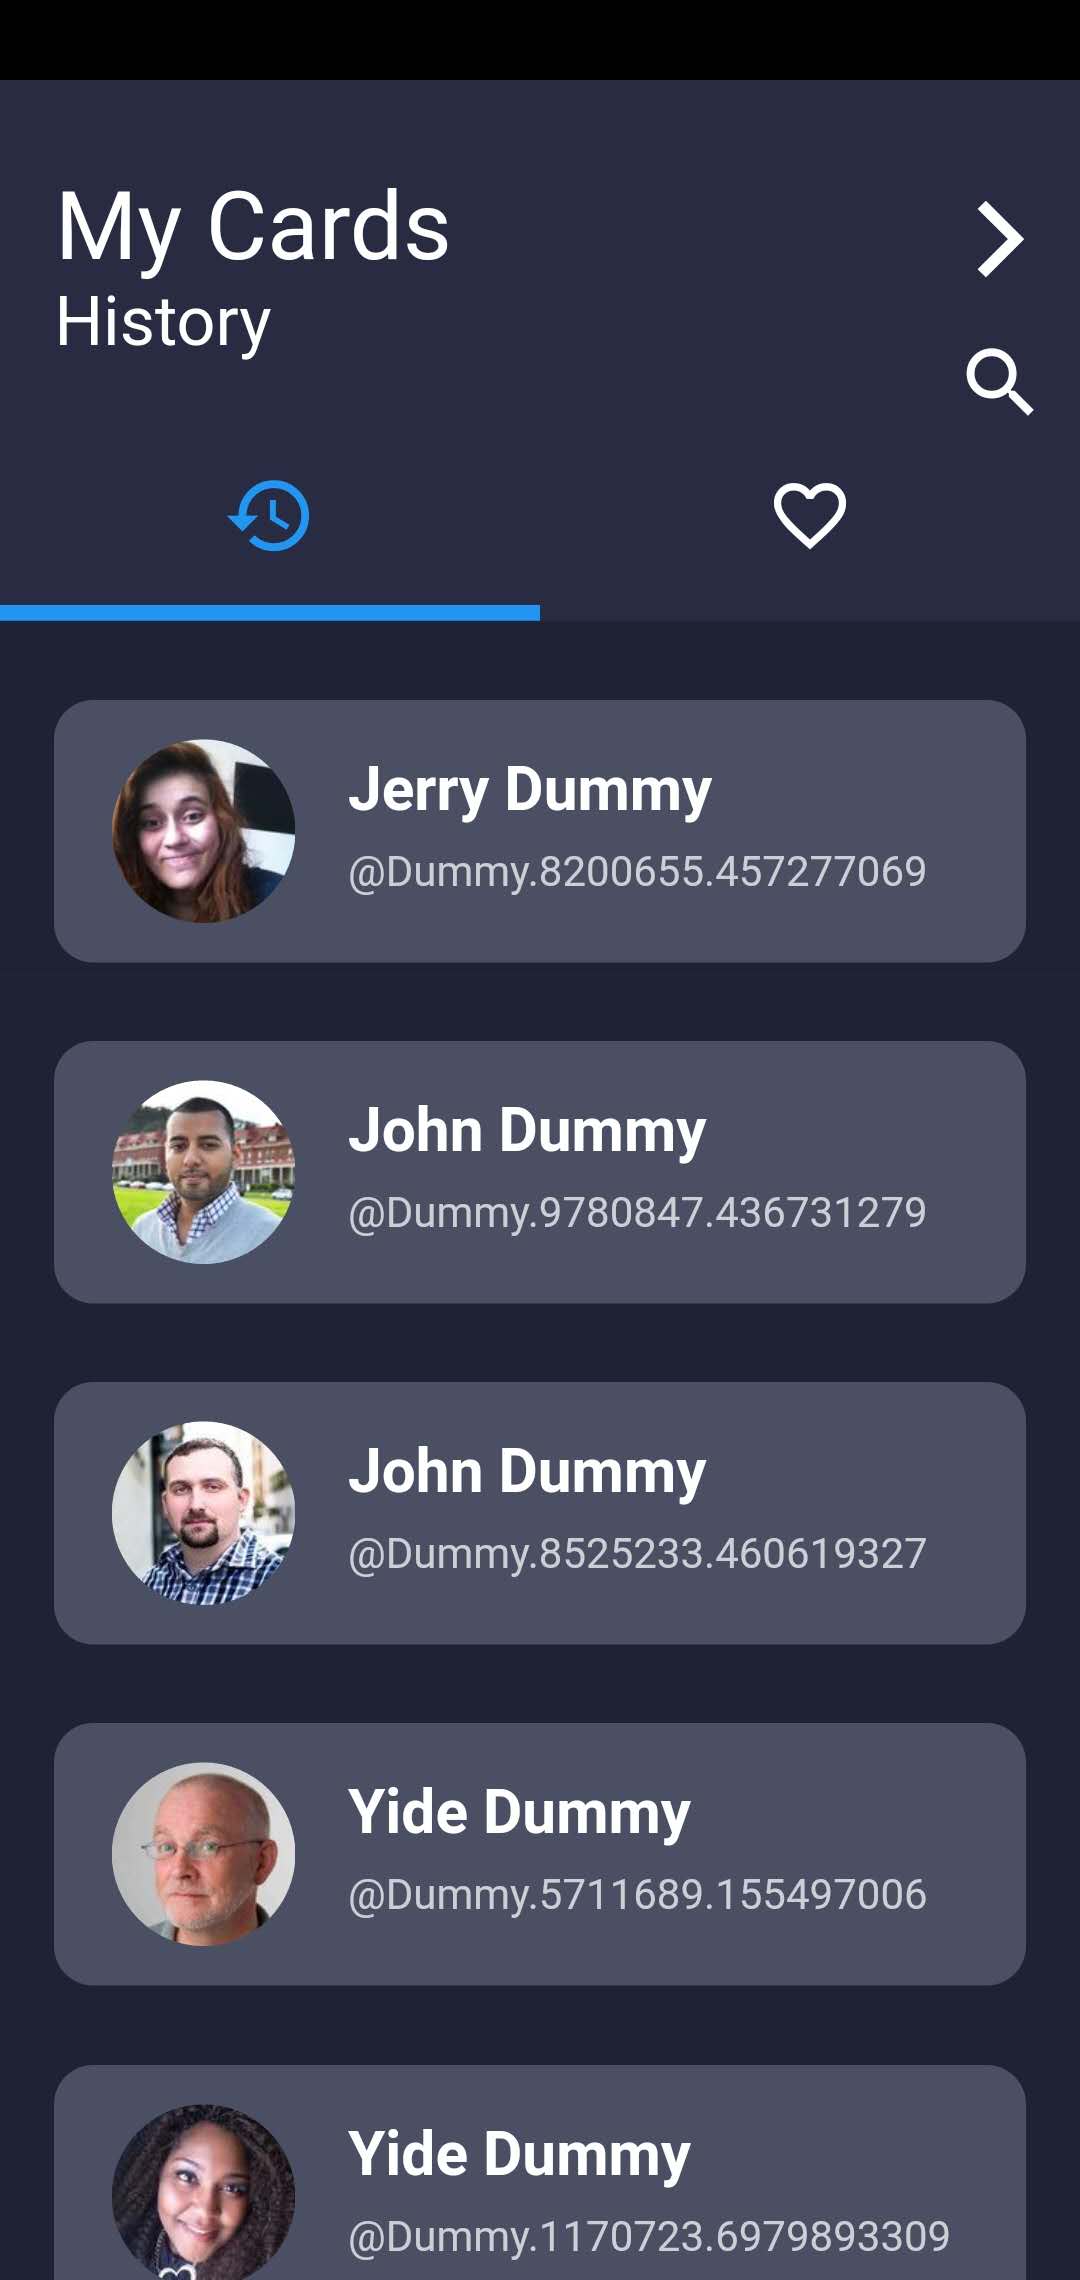 My Cards
History
Jerry Dummy
@Dummy.8200655.457277069
John Dummy
@Dummy.9780847.436731279
John Dummy
@Dummy.8525233.460619327
Yide Dummy
@Dummy.5711689.155497006
Yide Dummy
@Dummy.1170723.6979893309